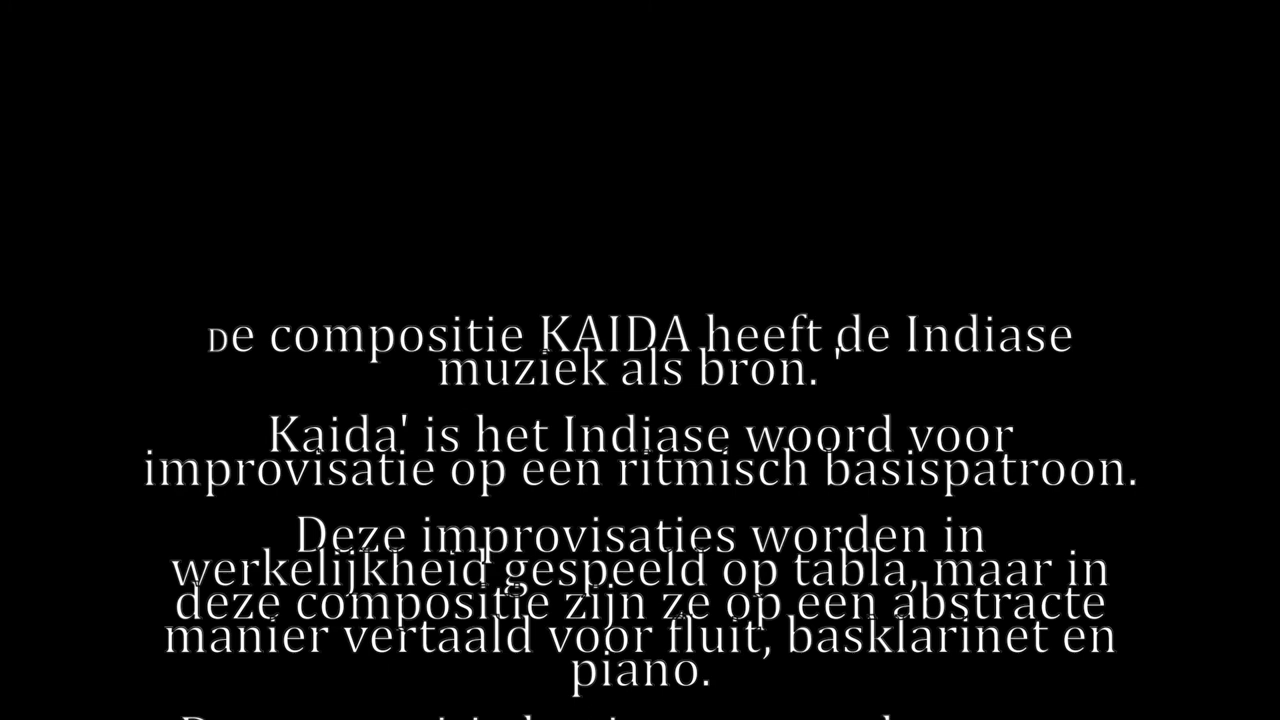 De compositie KAIDA heeft de Indiase
muziek als bron. '
Kaida' is het Indiase woord voor
improvisatie op een ritmisch basispatroon.
Deze improvisaties worden in
werkelijkheid gespeeld op tabla, maar in
deze compositie zijn ze op een abstracte
manier vertaald voor fluit, basklarinet en
piano.